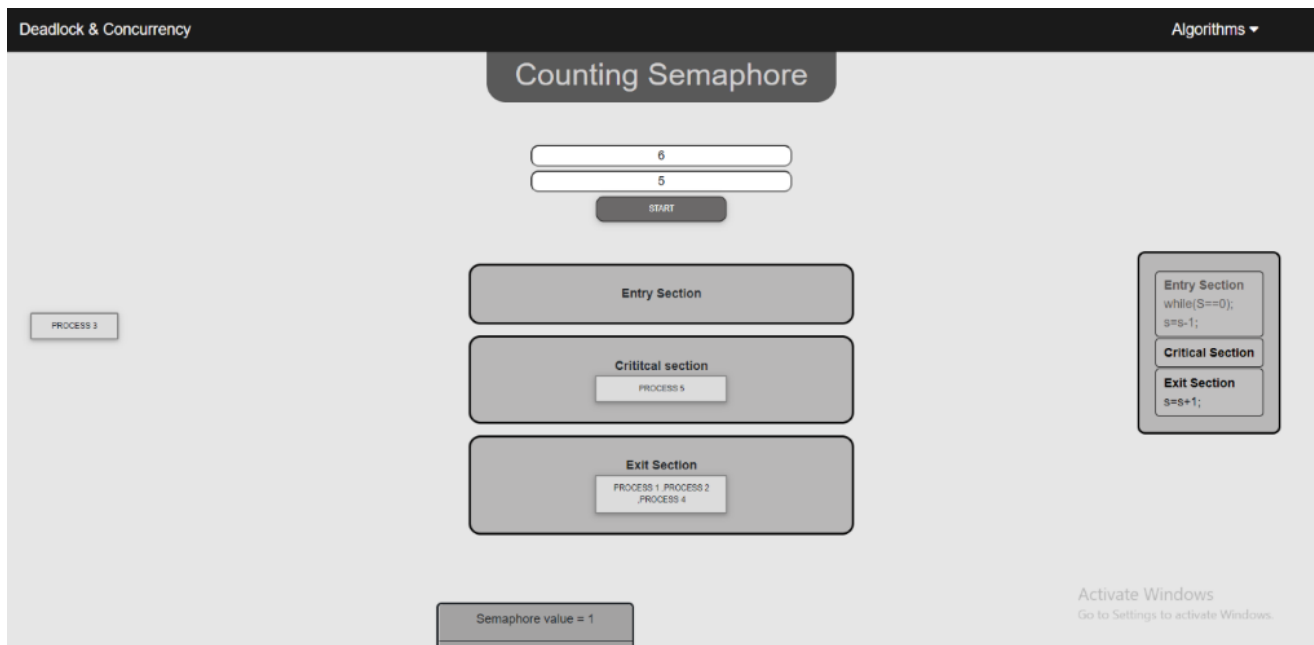 Deadlock & Concurrency
Algorithms
Counting Semaphore
6
5
START
Entry Section
PROCESS 3
Crititcal section
PROCESS 5
Exit Section
PROCESS 1 ,PROCESS 2
,PROCESS 4
Entry Section
while(S==0);
s=s-1;
Critical Section
Exit Section
s=s+1;
Semaphore value = 1
Activate Windows
Go to Settings to activate Windows.